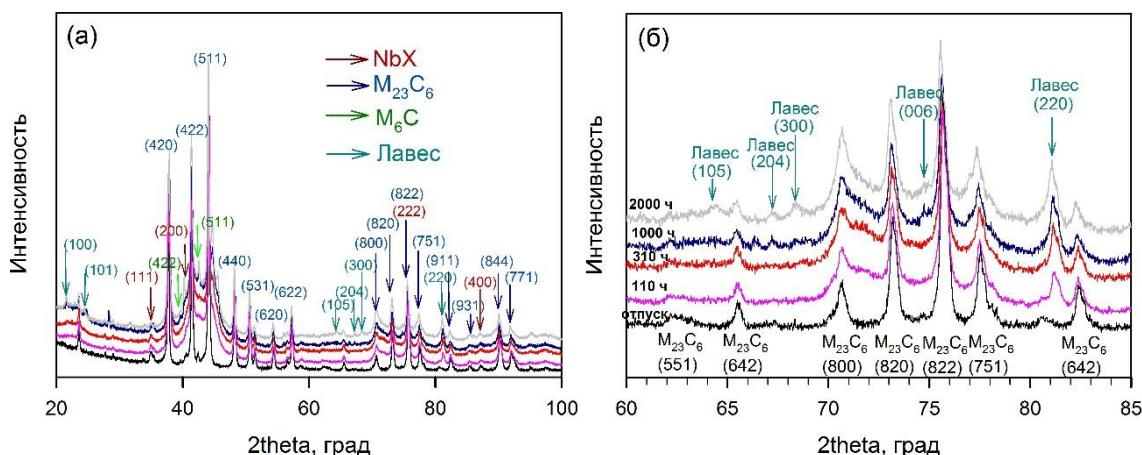 (а)
Интенсивность
(511)
(420)
(422)
(511)
(200)
(111)
(422)
(100)
(101)
(440)
(531)
(620)
(622)
NbX
M23C6
M6C
Лавес
(822)
(222)
(820)
(800)
(751)
(300)
(204)
(105)
(911)
(220)
(931)
(400)
(844)
(771)
20 40 60 80 100
2theta, град
(б)
Интенсивность
Лавес
(105)
Лавес
(204)
Лавес
(300)
Лавес
(006)
Лавес
(220)
2000 ч
1000 ч
310 ч
110 ч
отпуск
M23C6
(551)
M23C6
(642)
M23C6
(800)
M23C6
(820)
M23C6
(822)
M23C6
(751)
M23C6
(642)
60 65 70 75 80 85
2theta, град